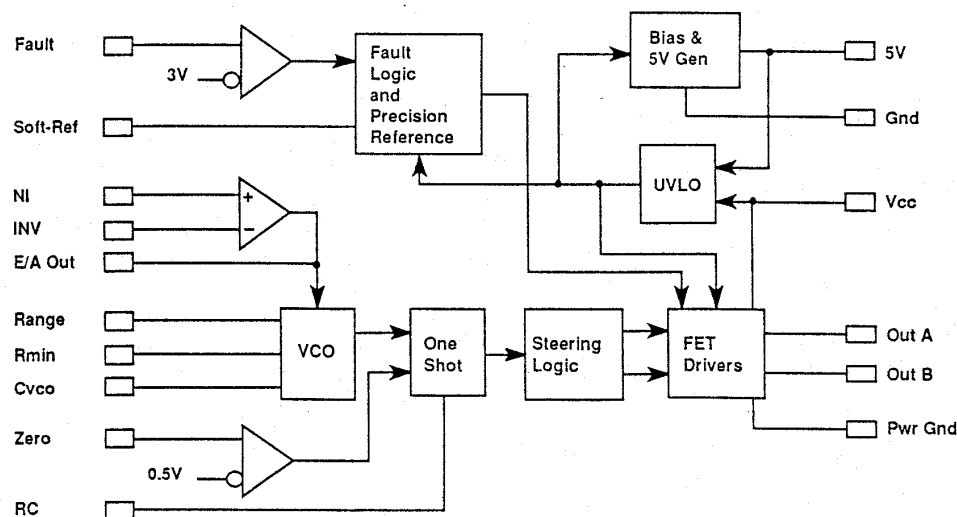 Fault
3V
Soft-Ref
NI
INV
E/A Out
Range
Rmin
Cvco
Zero
0.5V
RC
+
−
Fault
Logic
and
Precision
Reference
Bias &
5V Gen
UVLO
VCO
One
Shot
Steering
Logic
FET
Drivers
5V
Gnd
Vcc
Out A
Out B
Pwr Gnd